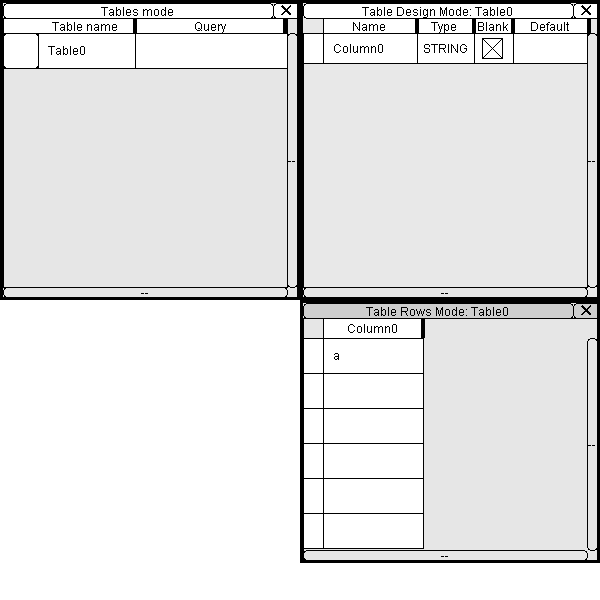 Tables mode
Table name Query
Table0
--
--
Table Design Mode: Table0
Name Type Blank Default
Column0 STRING
--
--
Table Rows Mode: Table0
Column0
a
--
--